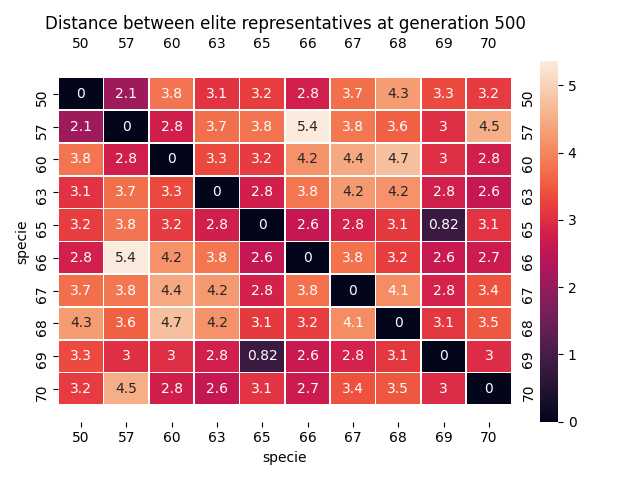 Distance between elite representatives at generation 500
50 57 60 63 65 66 67 68 69 70
50 0 2.1 3.8 3.1 3.2 2.8 3.7 4.3 3.3 3.2 50
57 2.1 0 2.8 3.7 3.8 5.4 3.8 3.6 3 4.5 57
60 3.8 2.8 0 3.3 3.2 4.2 4.4 4.7 3 2.8 60
63 3.1 3.7 3.3 0 2.8 3.8 4.2 4.2 2.8 2.6 63
65 3.2 3.8 3.2 2.8 0 2.6 2.8 3.1 0.82 3.1 65
66 2.8 5.4 4.2 3.8 2.6 0 3.8 3.2 2.6 2.7 66
67 3.7 3.8 4.4 4.2 2.8 3.8 0 4.1 2.8 3.4 67
68 4.3 3.6 4.7 4.2 3.1 3.2 4.1 0 3.1 3.5 68
69 3.3 3 3 2.8 0.82 2.6 2.8 3.1 0 3 69
70 3.2 4.5 2.8 2.6 3.1 2.7 3.4 3.5 3 0 70
50 57 60 63 65 66 67 68 69 70
specie
specie
5
4
3
2
1
0